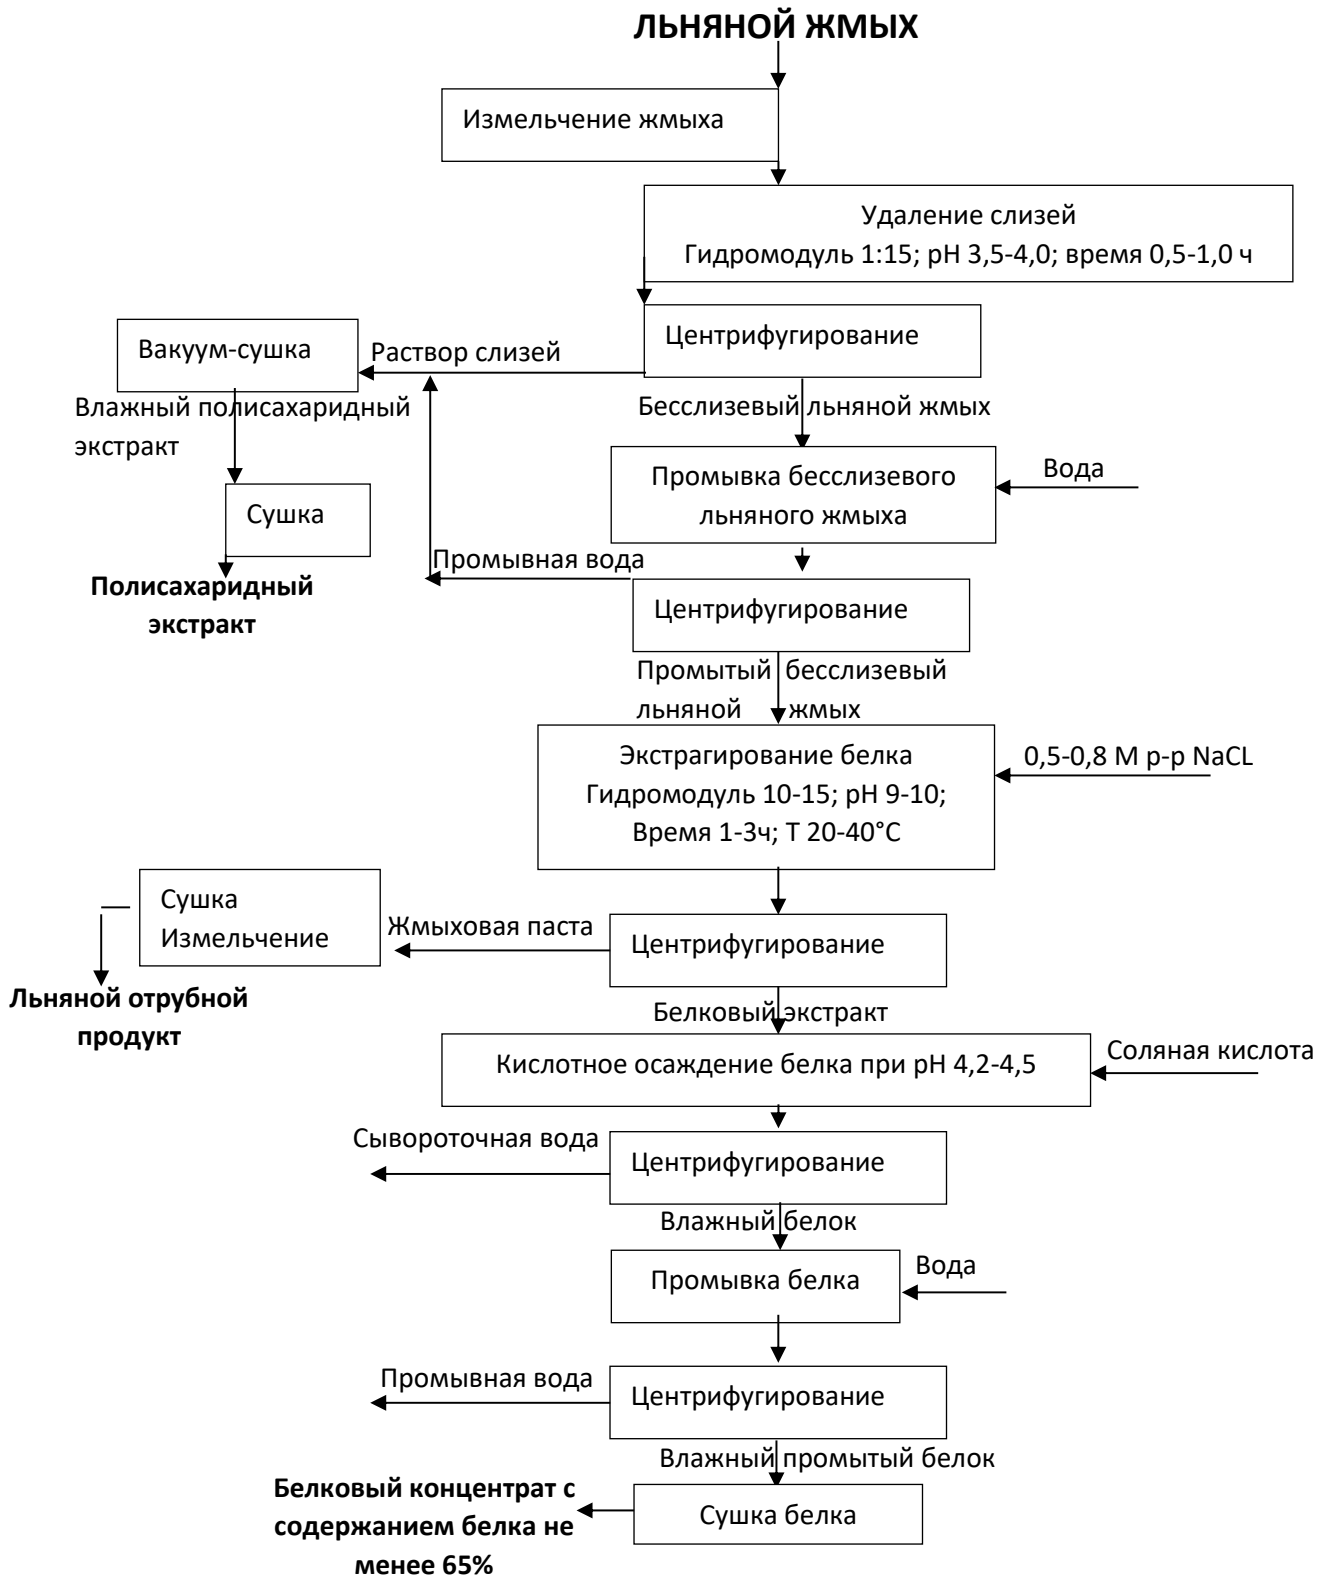 ЛЬНЯНОЙ ЖМЫХ
Измельчение жмыха
Удаление слизей
Гидромодуль 1:15; pH 3,5-4,0; время 0,5-1,0 ч
Центрифугирование
Раствор слизей
Вакуум-сушка
Влажный полисахаридный
экстракт
Сушка
Полисахаридный
экстракт
Бесслизевый льняной жмых
Промывка бесслизевого
льняного жмыха
Вода
Промывная вода
Центрифугирование
Промытый бесслизевый
льняной жмых
Экстрагирование белка
Гидромодуль 10-15; pH 9-10;
Время 1-3ч; Т 20-40°С
0,5-0,8 М р-р NaCL
Сушка
Измельчение
Жмыховая паста
Центрифугирование
Льняной отрубной
продукт
Белковый экстракт
Кислотное осаждение белка при pH 4,2-4,5
Соляная кислота
Сывороточная вода
Центрифугирование
Влажный белок
Промывка белка
Вода
Промывная вода
Центрифугирование
Влажный промытый белок
Сушка белка
Белковый концентрат с
содержанием белка не
менее 65%